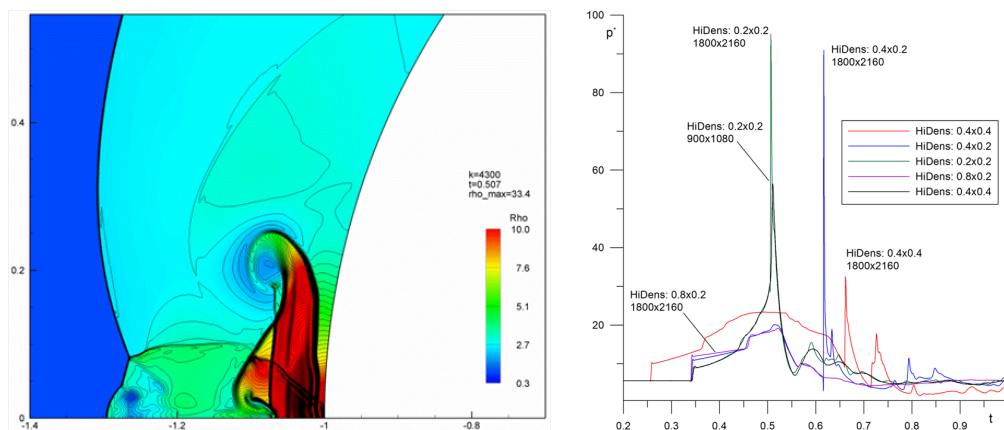 0.4
0.2
0
-1.4
-1.2
-1
-0.8
k=4300
t=0.507
rho_max=33.4
Rho
10.0
7.6
5.1
2.7
0.3
100
p*
80
60
40
20
0.2
0.3
0.4
0.5
0.6
0.7
0.8
0.9
t
HiDens: 0.2x0.2
1800x2160
HiDens: 0.4x0.2
1800x2160
HiDens: 0.2x0.2
900x1080
HiDens: 0.4x0.4
1800x2160
HiDens: 0.8x0.2
1800x2160
HiDens: 0.4x0.4
HiDens: 0.4x0.2
HiDens: 0.2x0.2
HiDens: 0.8x0.2
HiDens: 0.4x0.4